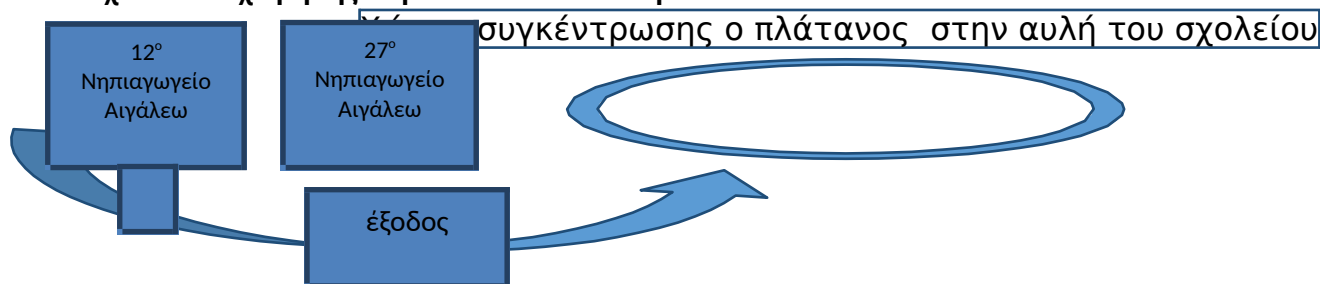 συγκέντρωσης ο πλάτανος στην αυλή του σχολείου
12ο
Νηπιαγωγείο
Αιγάλεω
27ο
Νηπιαγωγείο
Αιγάλεω
έξοδος